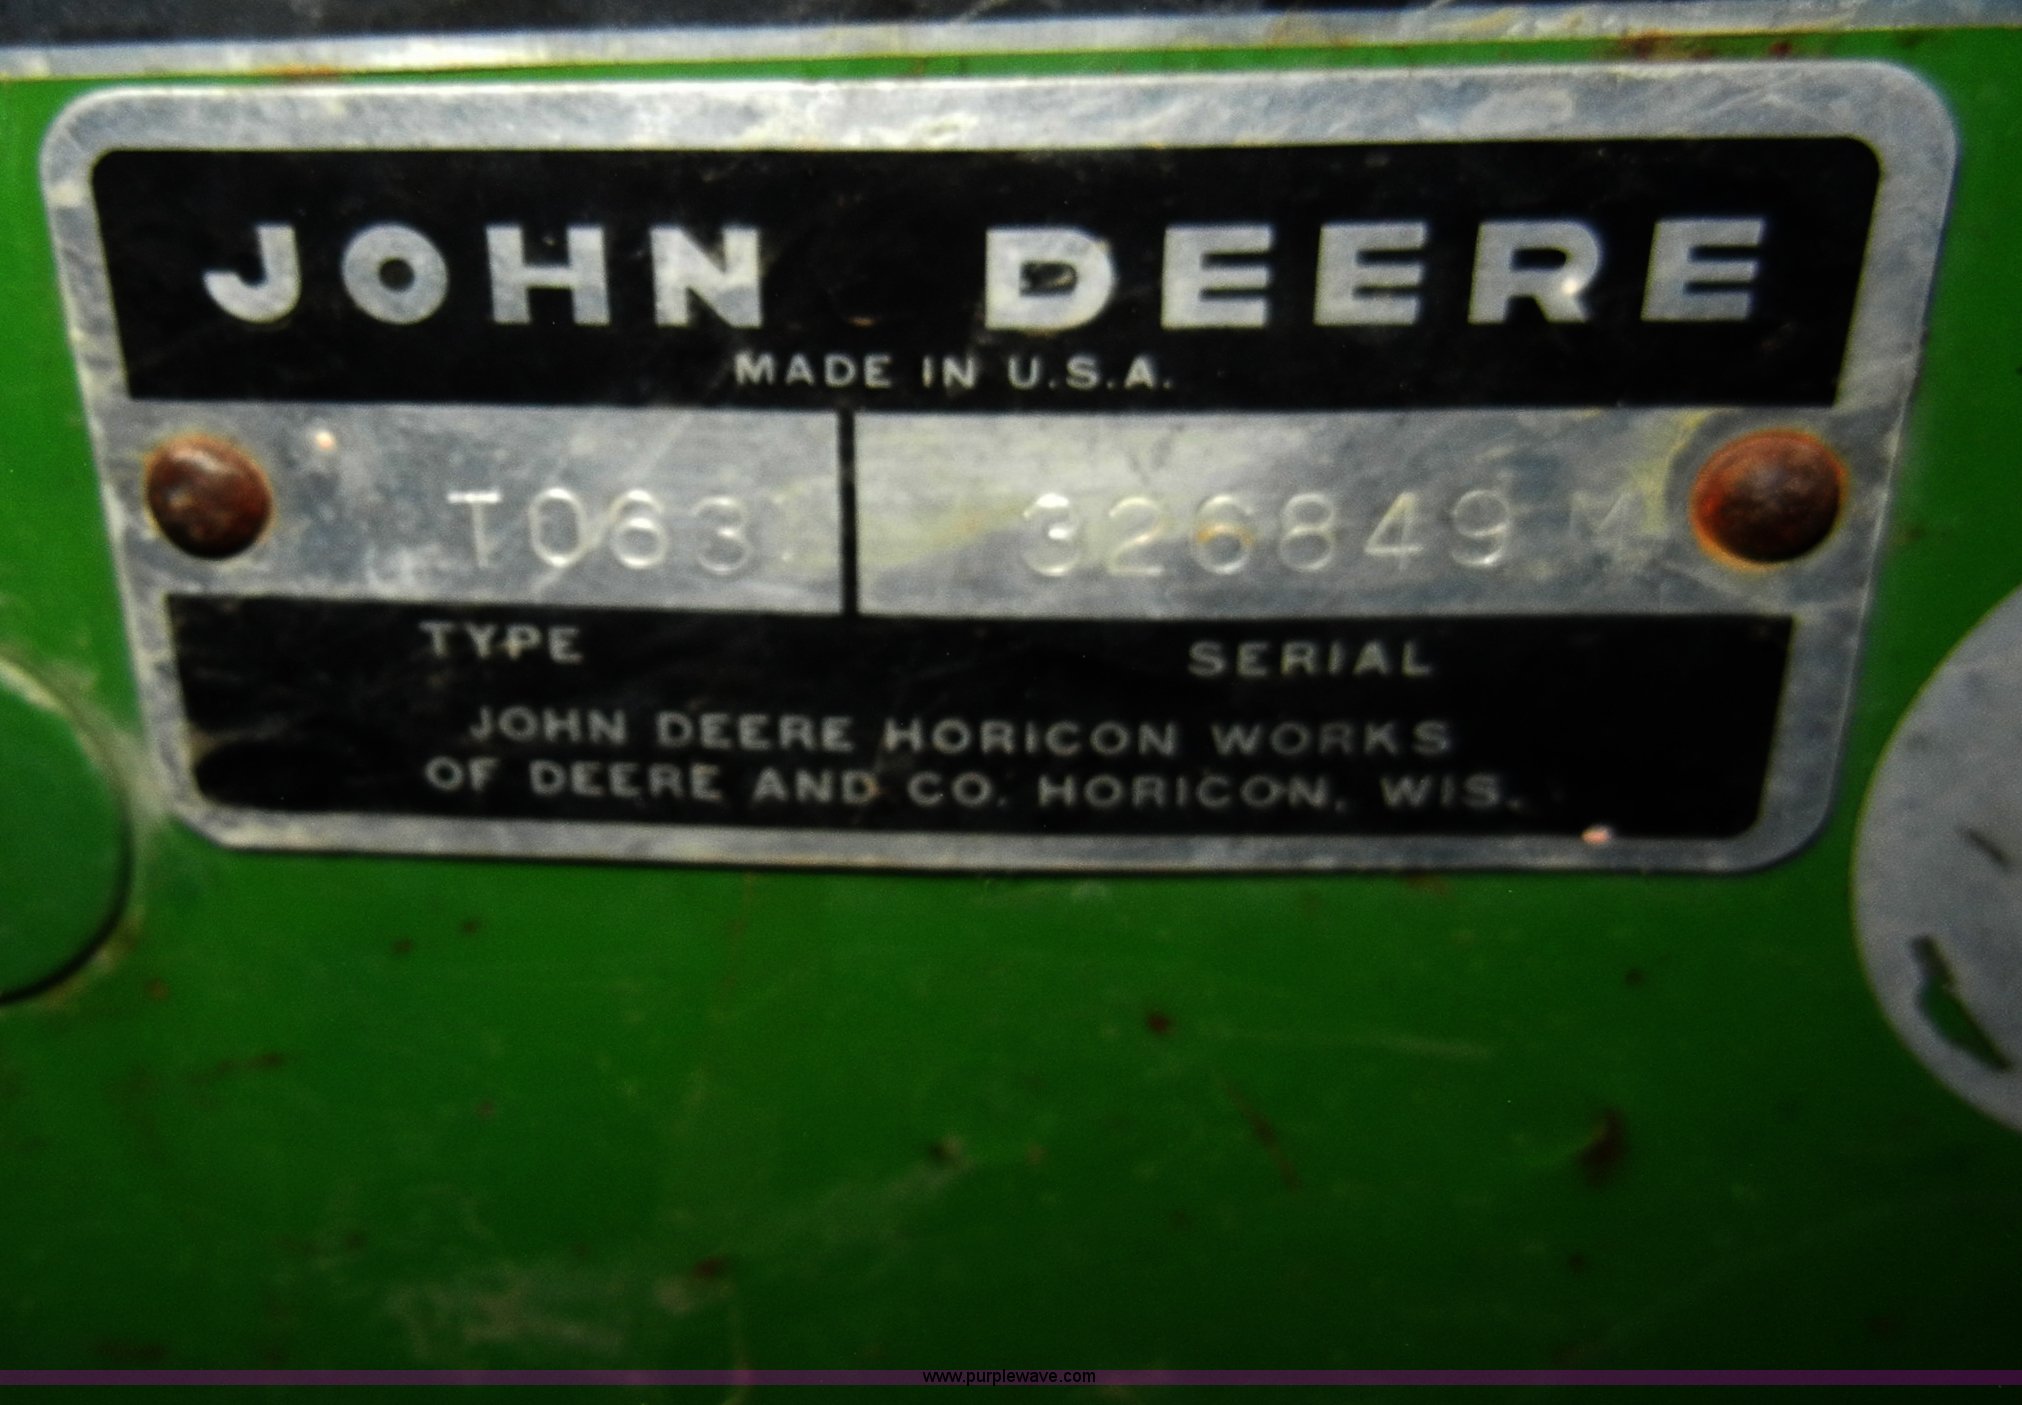 JOHN DEERE
MADE IN U.S.A.
T063 326849 M
TYPE SERIAL
JOHN DEERE HORICON WORKS
OF DEERE AND CO. HORICON, WIS.
www.purplewave.com